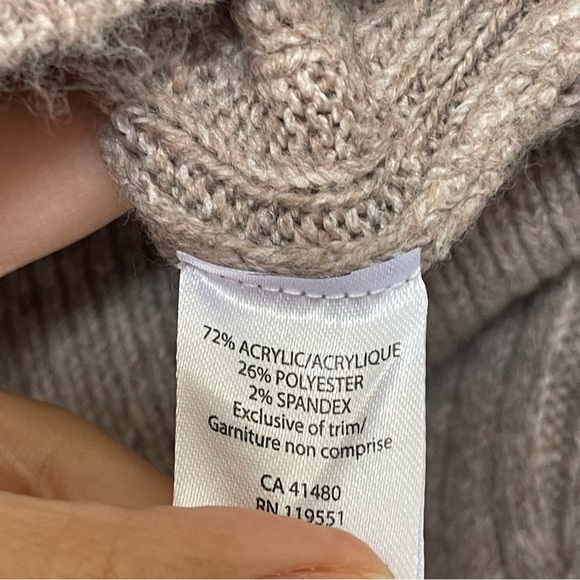 72% ACRYLIC/ACRYLIQUE
26% POLYESTER
2% SPANDEX
Exclusive of trim/
Garniture non comprise
CA 41480
RN 119551